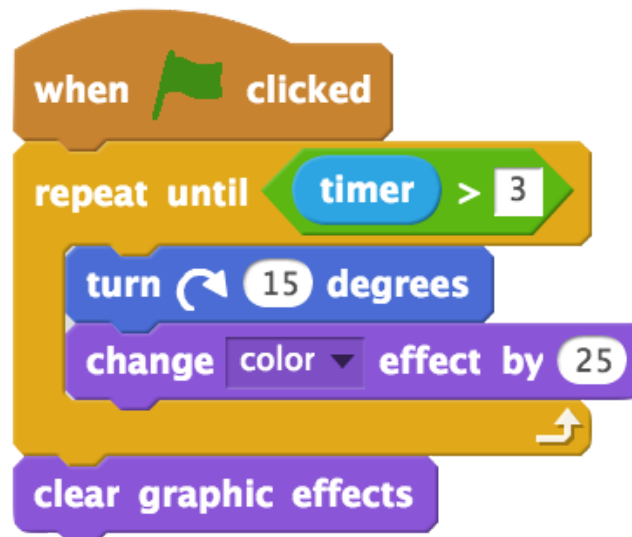 when clicked
repeat until timer > 3
turn 15 degrees
change color effect by 25
clear graphic effects